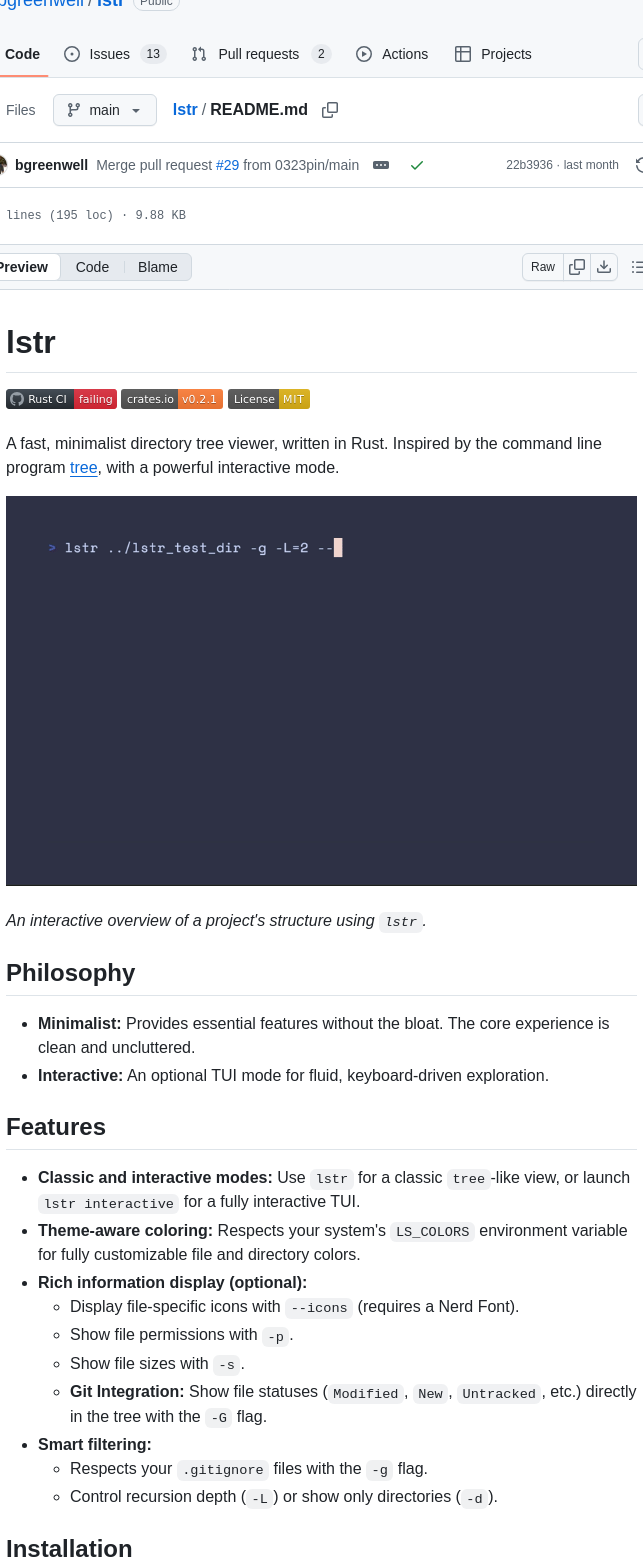 bgreenwell / lstr Public
Code Issues 13 Pull requests 2 Actions Projects
Files main lstr / README.md
bgreenwell Merge pull request #29 from 0323pin/main 22b3936 · last month
lines (195 loc) · 9.88 KB
Preview Code Blame Raw
lstr
Rust CI failing crates.io v0.2.1 License MIT
A fast, minimalist directory tree viewer, written in Rust. Inspired by the command line
program tree, with a powerful interactive mode.
> lstr ../lstr_test_dir -g -L=2 --
An interactive overview of a project's structure using lstr.
Philosophy
• Minimalist: Provides essential features without the bloat. The core experience is
clean and uncluttered.
• Interactive: An optional TUI mode for fluid, keyboard-driven exploration.
Features
• Classic and interactive modes: Use lstr for a classic tree-like view, or launch
lstr interactive for a fully interactive TUI.
• Theme-aware coloring: Respects your system's LS_COLORS environment variable
for fully customizable file and directory colors.
• Rich information display (optional):
◦ Display file-specific icons with --icons (requires a Nerd Font).
◦ Show file permissions with -p.
◦ Show file sizes with -s.
◦ Git Integration: Show file statuses (Modified, New, Untracked, etc.) directly
in the tree with the -G flag.
• Smart filtering:
◦ Respects your .gitignore files with the -g flag.
◦ Control recursion depth (-L) or show only directories (-d).
Installation